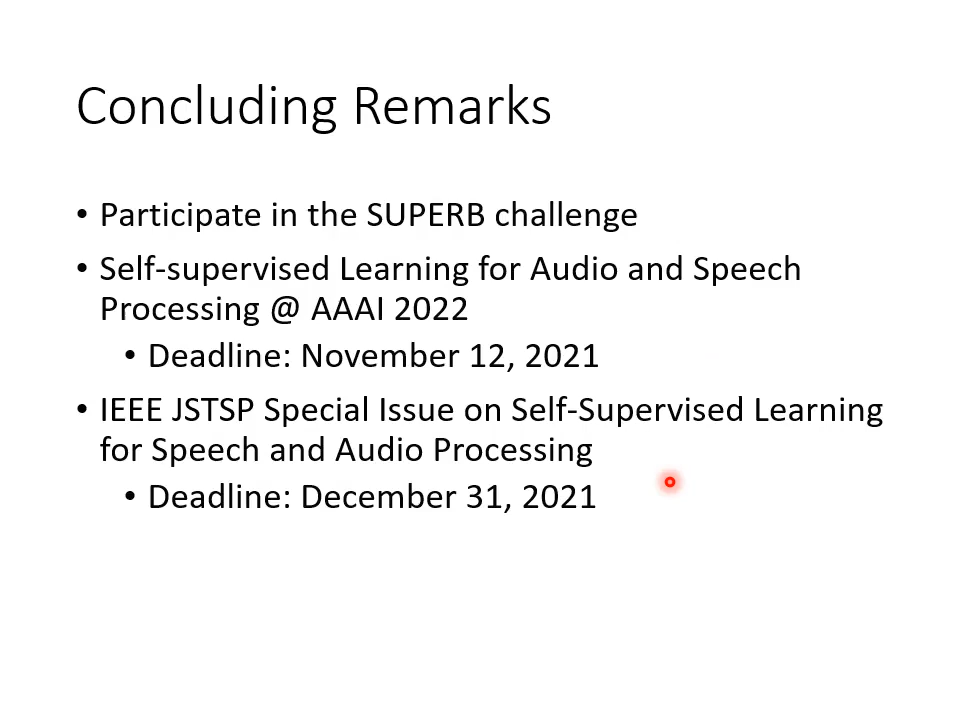 Concluding Remarks
• Participate in the SUPERB challenge
• Self-supervised Learning for Audio and Speech
Processing @ AAAI 2022
• Deadline: November 12, 2021
• IEEE JSTSP Special Issue on Self-Supervised Learning
for Speech and Audio Processing
• Deadline: December 31, 2021